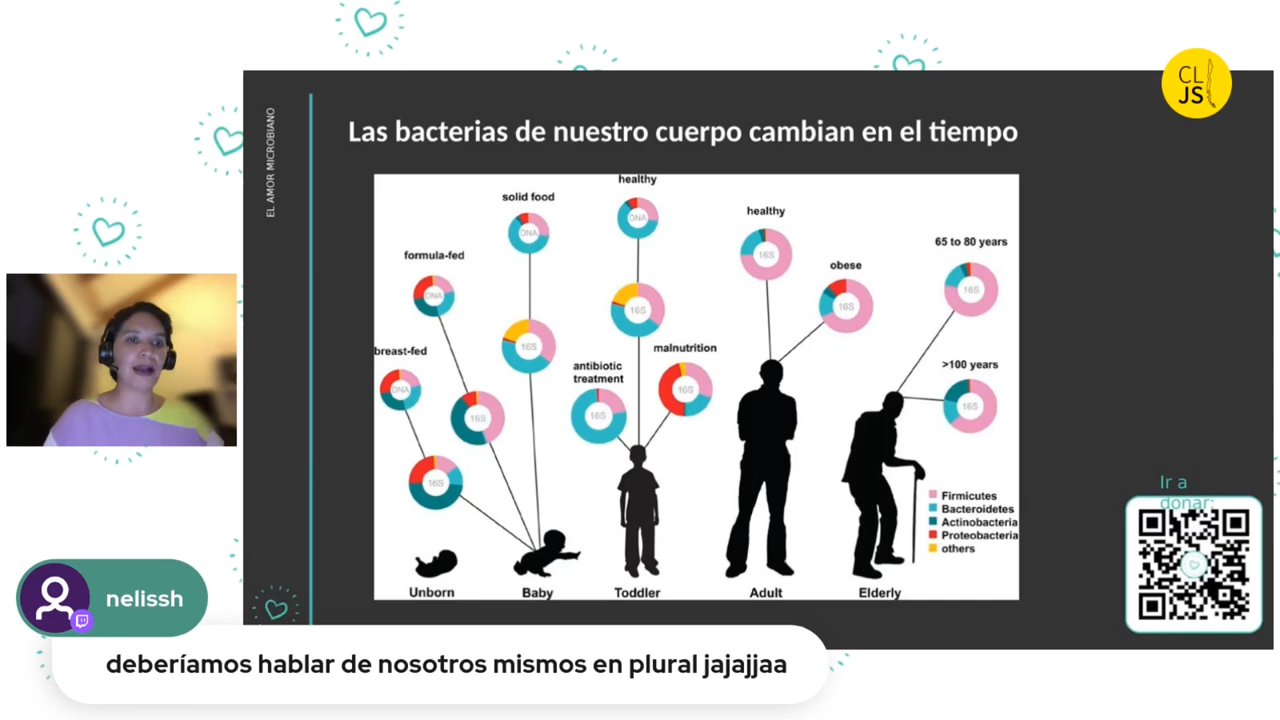 CL
JS
EL AMOR MICROBIANO
Las bacterias de nuestro cuerpo cambian en el tiempo
healthy
solid food
DNA
DNA
healthy
65 to 80 years
formula-fed
16S
obese
DNA
16S
16S
16S
breast-fed
16S
malnutrition
antibiotic
treatment
>100 years
DNA
16S
16S
16S
16S
16S
Ir a
donar:
Firmicutes
Bacteroidetes
Actinobacteria
Proteobacteria
others
Unborn
Baby
Toddler
Adult
Elderly
nelissh
deberíamos hablar de nosotros mismos en plural jajajjaa